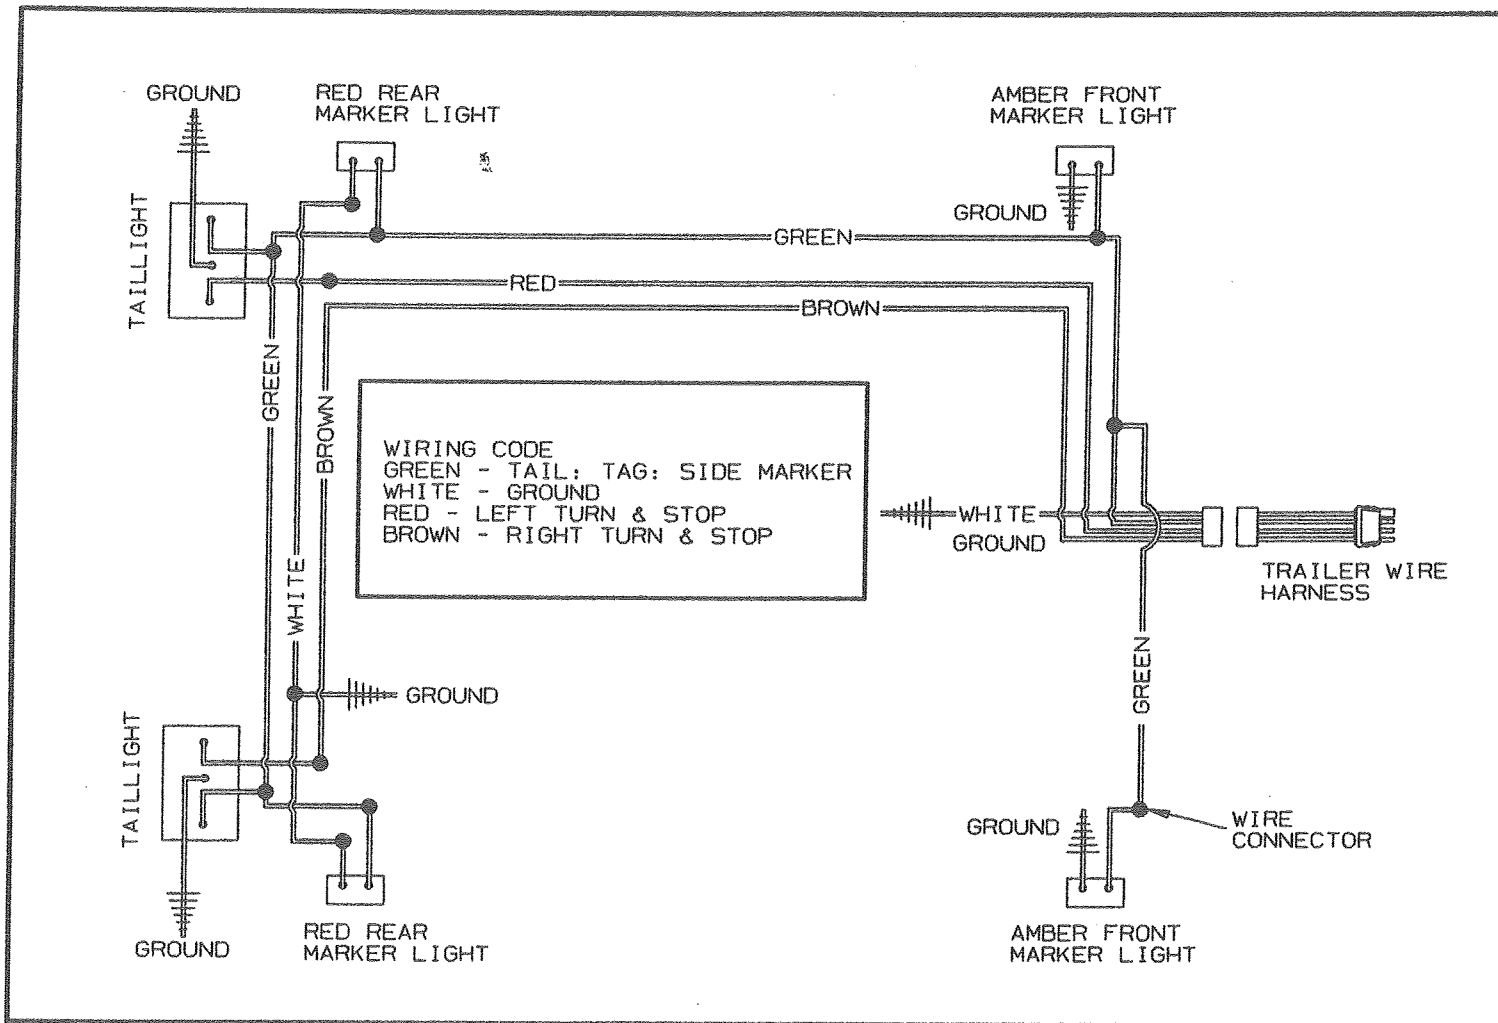 GROUND
RED REAR
MARKER LIGHT
AMBER FRONT
MARKER LIGHT
TAILLIGHT
GROUND
GREEN
RED
BROWN
GREEN
BROWN
WIRING CODE
GREEN - TAIL: TAG: SIDE MARKER
WHITE - GROUND
RED - LEFT TURN & STOP
BROWN - RIGHT TURN & STOP
WHITE
GROUND
TRAILER WIRE
HARNESS
WHITE
GREEN
GROUND
TAILLIGHT
GROUND
WIRE
CONNECTOR
GROUND
RED REAR
MARKER LIGHT
AMBER FRONT
MARKER LIGHT